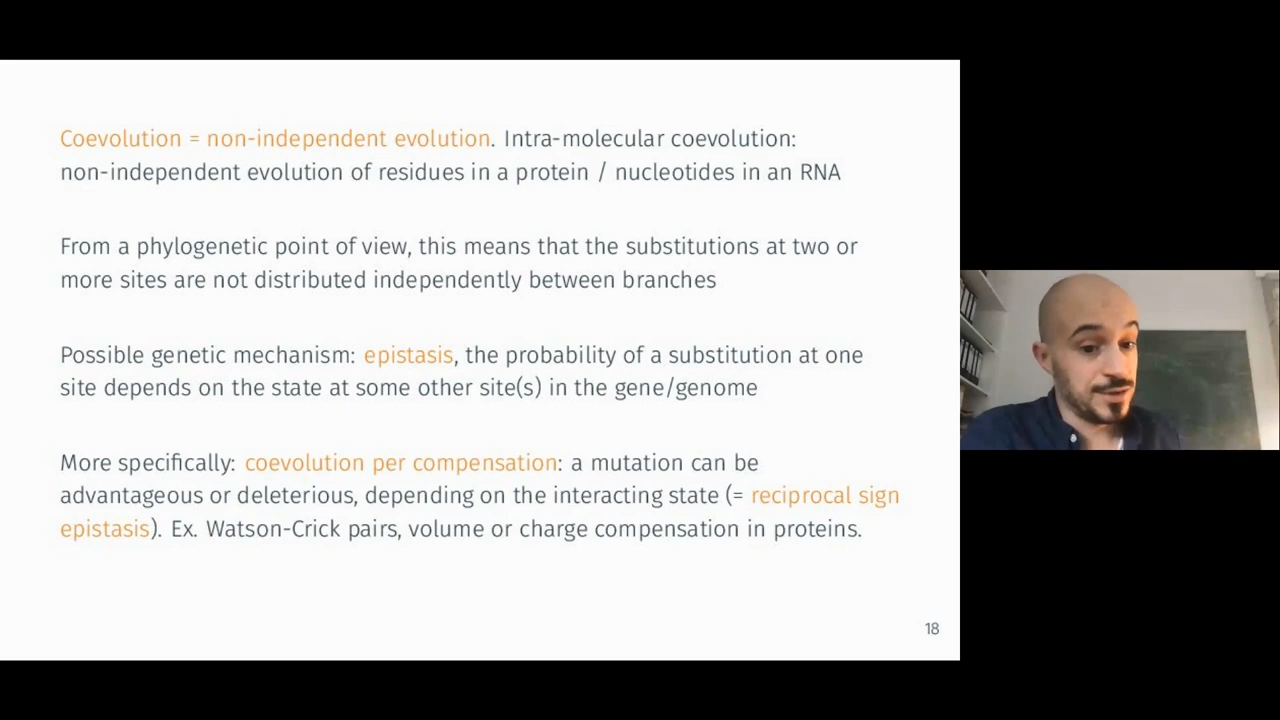 Coevolution = non-independent evolution. Intra-molecular coevolution:
non-independent evolution of residues in a protein / nucleotides in an RNA
From a phylogenetic point of view, this means that the substitutions at two or
more sites are not distributed independently between branches
Possible genetic mechanism: epistasis, the probability of a substitution at one
site depends on the state at some other site(s) in the gene/genome
More specifically: coevolution per compensation: a mutation can be
advantageous or deleterious, depending on the interacting state (= reciprocal sign
epistasis). Ex. Watson-Crick pairs, volume or charge compensation in proteins.
18